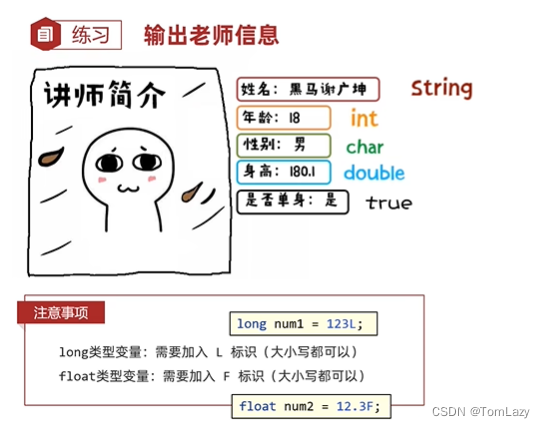 练习 输出老师信息
讲师简介
姓名：黑马谢广坤 String
年龄：18 int
性别：男 char
身高：180.1 double
是否单身：是 true
注意事项
long num1 = 123L;
long类型变量：需要加入 L 标识（大小写都可以）
float类型变量：需要加入 F 标识（大小写都可以）
float num2 = 12.3F;
CSDN @TomLazy